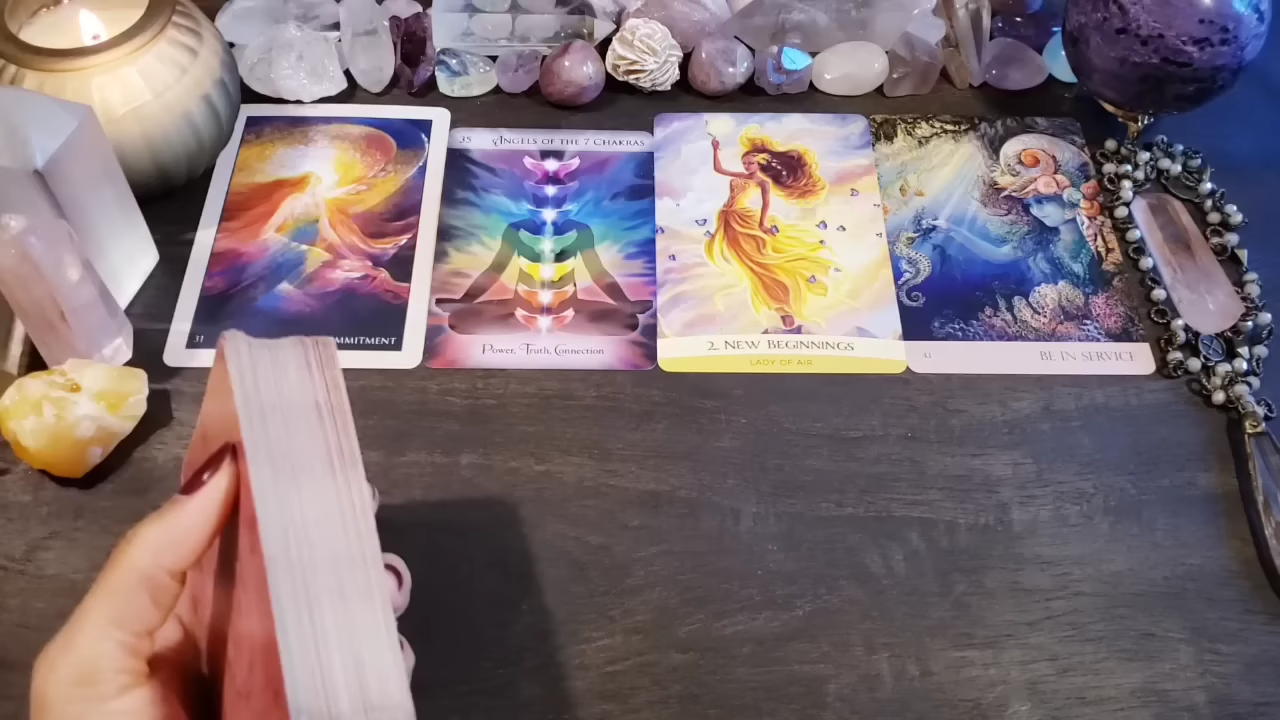 31
MMITMENT
35 ANGELS OF THE 7 CHAKRAS
Power, Truth, Connection
2 NEW BEGINNINGS
LADY OF AIR
BE IN SERVICE